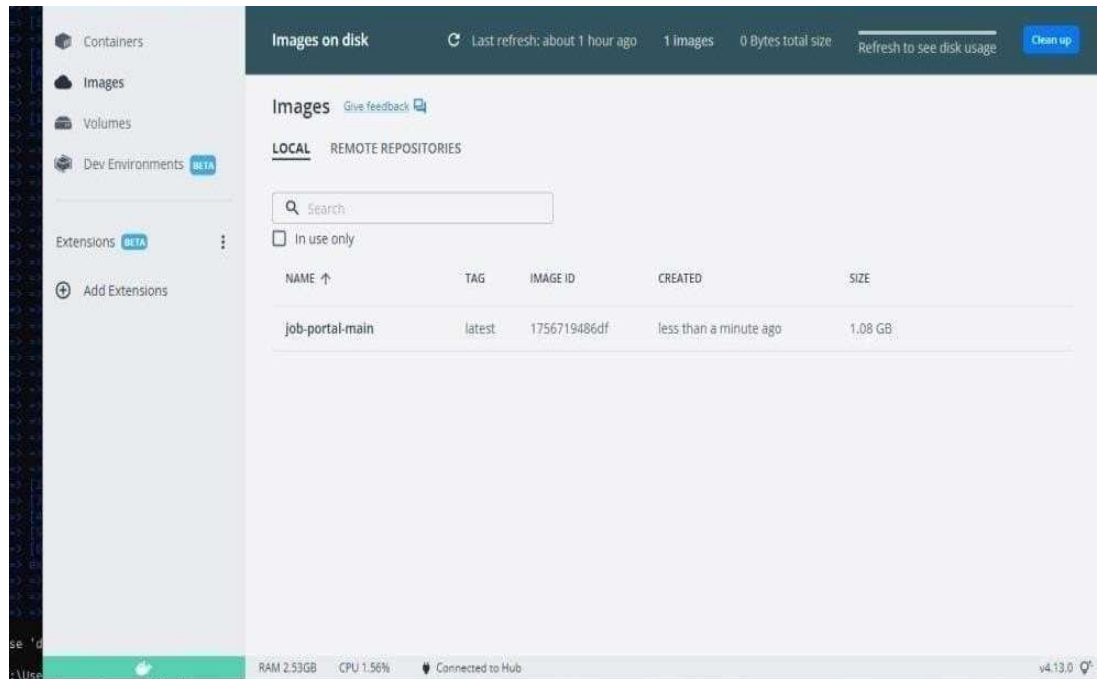 Containers
Images
Volumes
Dev Environments BETA
Extensions BETA
Add Extensions
Images on disk
Last refresh: about 1 hour ago
1 images
0 Bytes total size
Refresh to see disk usage
Clean up
Images Give feedback
LOCAL REMOTE REPOSITORIES
Search
In use only
NAME TAG IMAGE ID CREATED SIZE
job-portal-main latest 1756719486df less than a minute ago 1.08 GB
se 'd
:\Use
RAM 2.53GB CPU 1.56% Connected to Hub v4.13.0